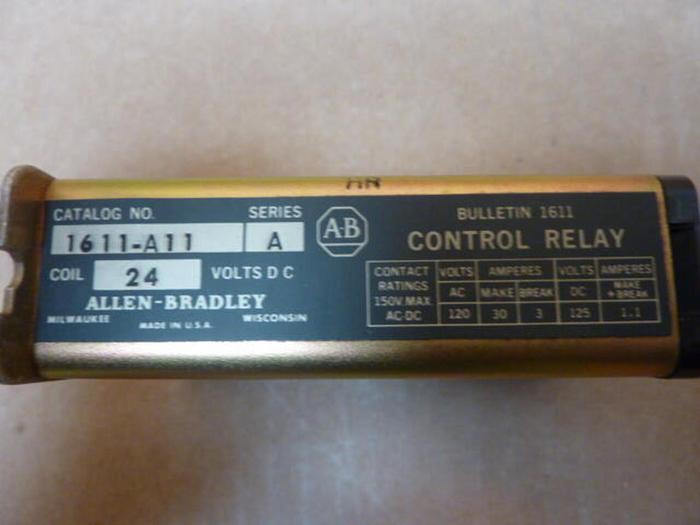 HR
CATALOG NO. SERIES
1611-A11 A
COIL 24 VOLTS D C
ALLEN-BRADLEY
MILWAUKEE MADE IN U.S.A. WISCONSIN
A-B
BULLETIN 1611
CONTROL RELAY
CONTACT RATINGS 150V.MAX. AC-DC
VOLTS AMPERES VOLTS AMPERES
AC MAKE BREAK DC MAKE + BREAK
120 30 3 125 1.1